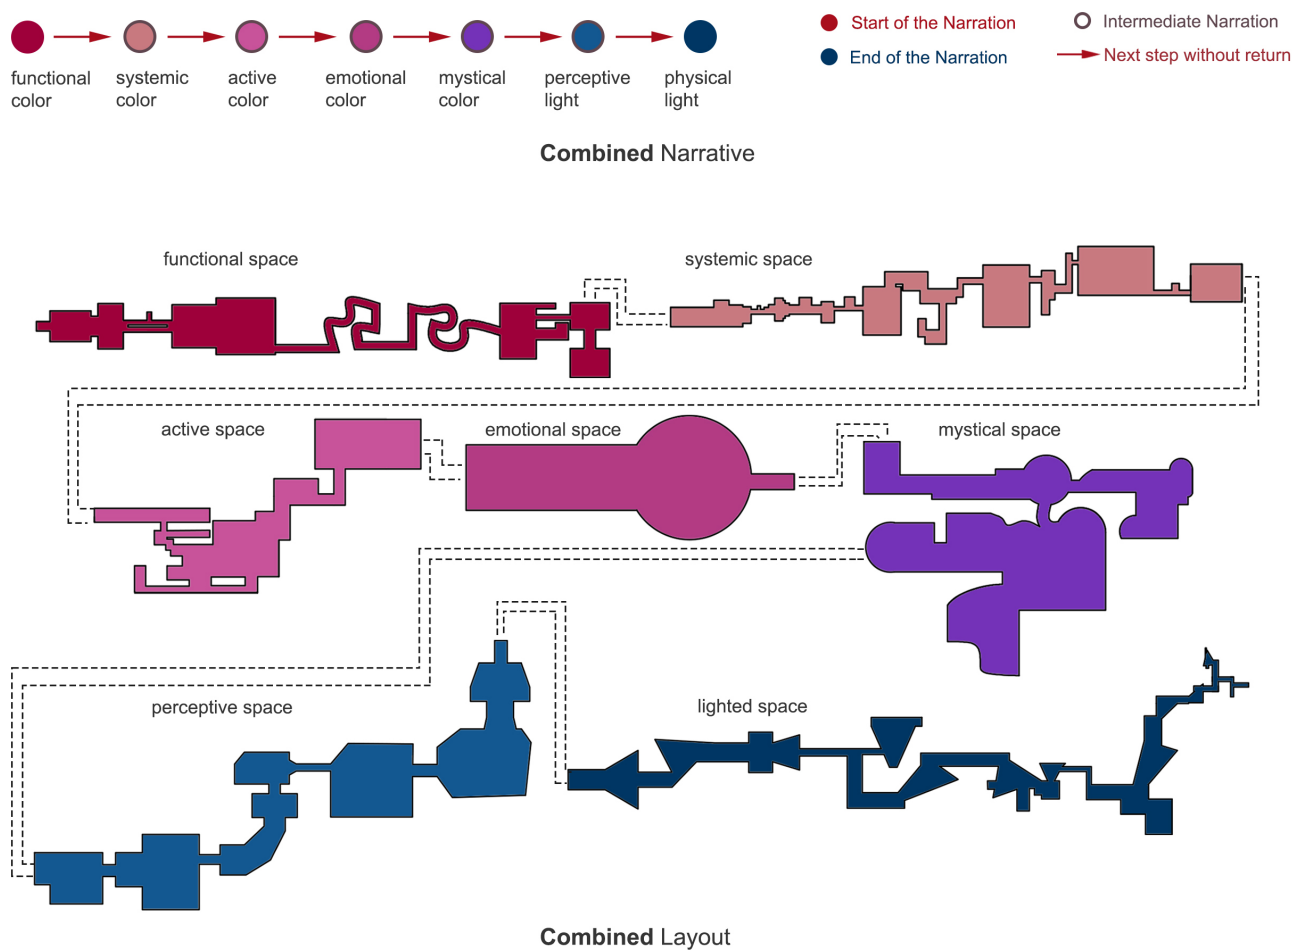 Start of the Narration
Intermediate Narration
End of the Narration
Next step without return
functional
color
systemic
color
active
color
emotional
color
mystical
color
perceptive
light
physical
light
Combined Narrative
functional space
systemic space
active space
emotional space
mystical space
perceptive space
lighted space
Combined Layout